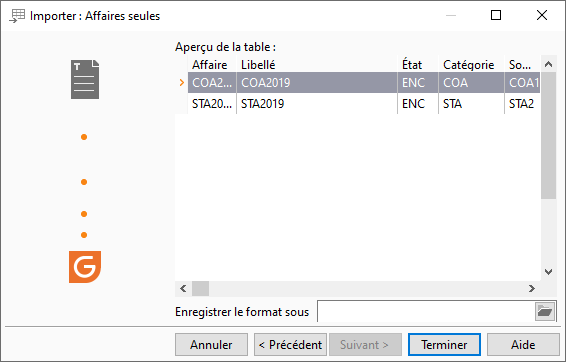 Importer : Affaires seules
Aperçu de la table :
Affaire Libellé État Catégorie So...
COA2... COA2019 ENC COA COA1
STA20... STA2019 ENC STA STA2
Enregistrer le format sous
Annuler < Précédent Suivant > Terminer Aide